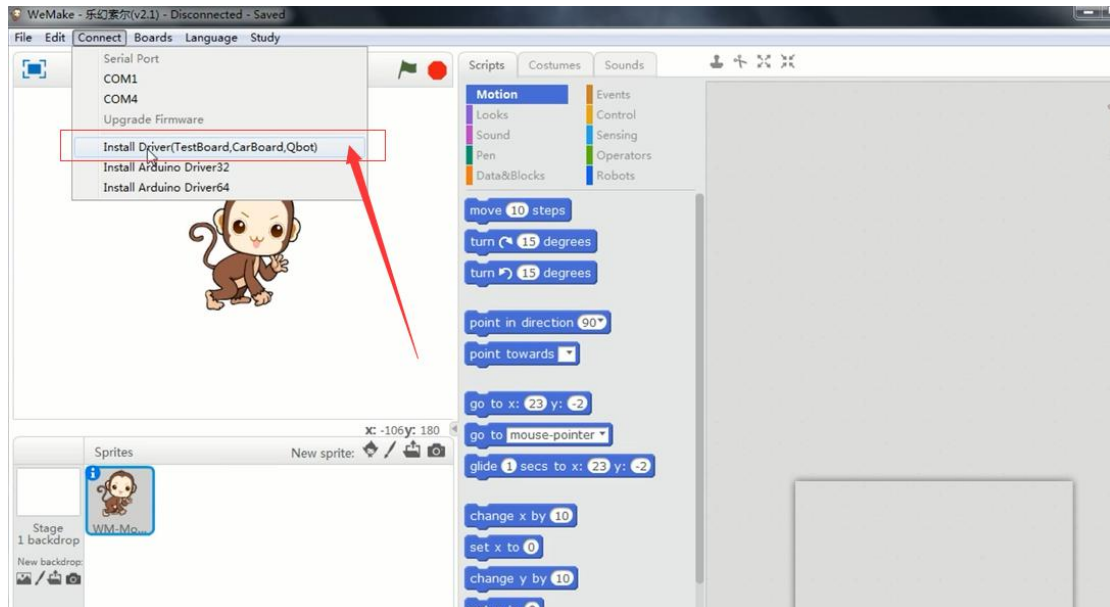 WeMake - 乐幻索尔(v2.1) - Disconnected - Saved
File Edit Connect Boards Language Study
Serial Port
COM1
COM4
Upgrade Firmware
Install Driver(TestBoard,CarBoard,Qbot)
Install Arduino Driver32
Install Arduino Driver64
x: -106 y: 180
Sprites
New sprite:
Stage
1 backdrop
New backdrop:
WM-Mo...
Scripts Costumes Sounds
Motion Events
Looks Control
Sound Sensing
Pen Operators
Data&Blocks Robots
move 10 steps
turn 15 degrees
turn 15 degrees
point in direction 90
point towards
go to x: 23 y: -2
go to mouse-pointer
glide 1 secs to x: 23 y: -2
change x by 10
set x to 0
change y by 10